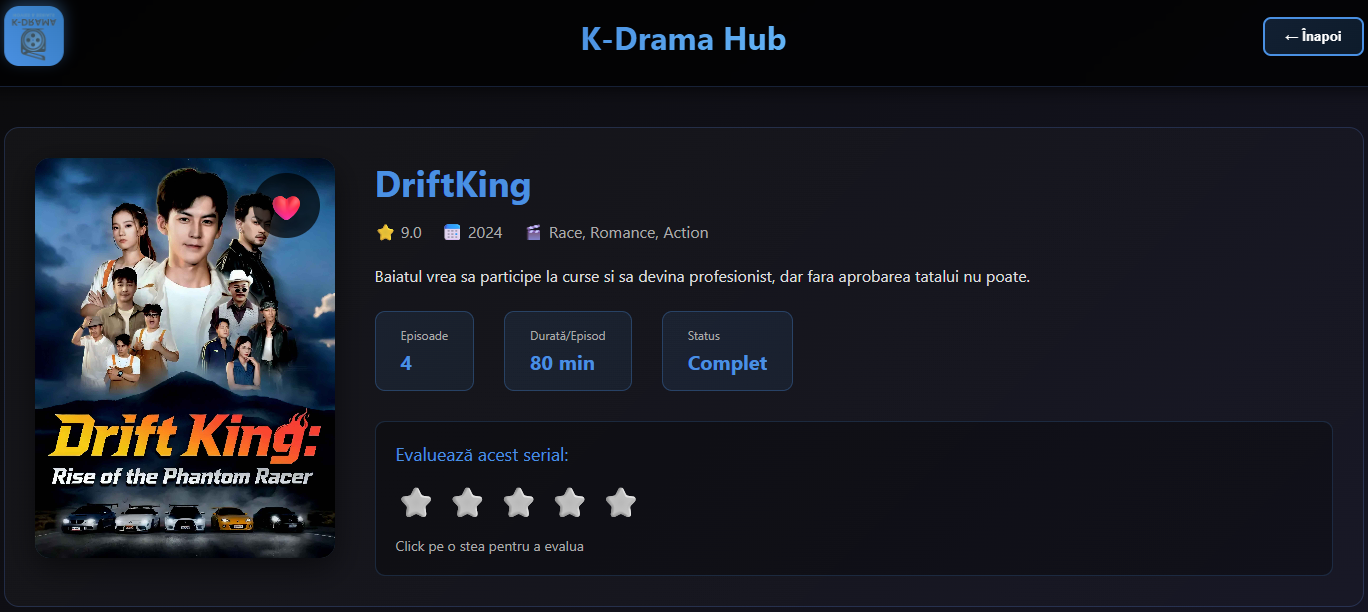 K-DRAMA
K-Drama Hub
← Înapoi
DriftKing
9.0 2024 Race, Romance, Action
Baiatul vrea sa participe la curse si sa devina profesionist, dar fara aprobarea tatalui nu poate.
Episoade Durată/Episod Status
4 80 min Complet
Evaluează acest serial:
Click pe o stea pentru a evalua
Drift King:
Rise of the Phantom Racer